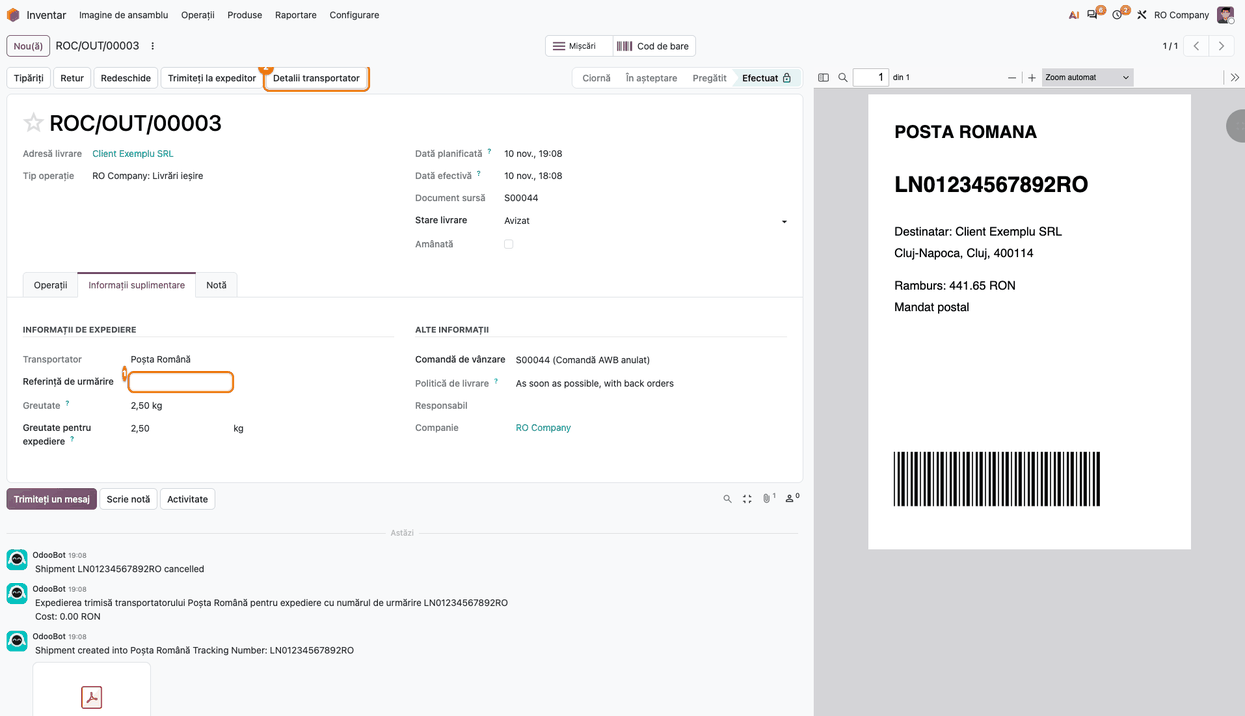 Inventar
Imagine de ansamblu
Operații
Produse
Raportare
Configurare
AI
6
2
RO Company
Nou(ă)
ROC/OUT/00003
Mișcări
Cod de bare
1 / 1
Tipăriți
Retur
Redeschide
Trimiteți la expeditor
Detalii transportator
Ciornă
În așteptare
Pregătit
Efectuat
1
din 1
Zoom automat
ROC/OUT/00003
Adresă livrare
Client Exemplu SRL
Tip operație
RO Company: Livrări ieșire
Dată planificată ?
10 nov., 19:08
Dată efectivă ?
10 nov., 18:08
Document sursă
S00044
Stare livrare
Avizat
Amânată
Operații
Informații suplimentare
Notă
INFORMAȚII DE EXPEDIERE
Transportator
Poșta Română
Referință de urmărire
1
Greutate ?
2,50 kg
Greutate pentru
expediere ?
2,50
kg
ALTE INFORMAȚII
Comandă de vânzare
S00044 (Comandă AWB anulat)
Politică de livrare ?
As soon as possible, with back orders
Responsabil
Companie
RO Company
Trimiteți un mesaj
Scrie notă
Activitate
1
0
Astăzi
OdooBot 19:08
Shipment LN01234567892RO cancelled
OdooBot 19:08
Expedierea trimisă transportatorului Poșta Română pentru expediere cu numărul de urmărire LN01234567892RO
Cost: 0.00 RON
OdooBot 19:08
Shipment created into Poșta Română Tracking Number: LN01234567892RO
POSTA ROMANA
LN01234567892RO
Destinatar: Client Exemplu SRL
Cluj-Napoca, Cluj, 400114
Ramburs: 441.65 RON
Mandat postal